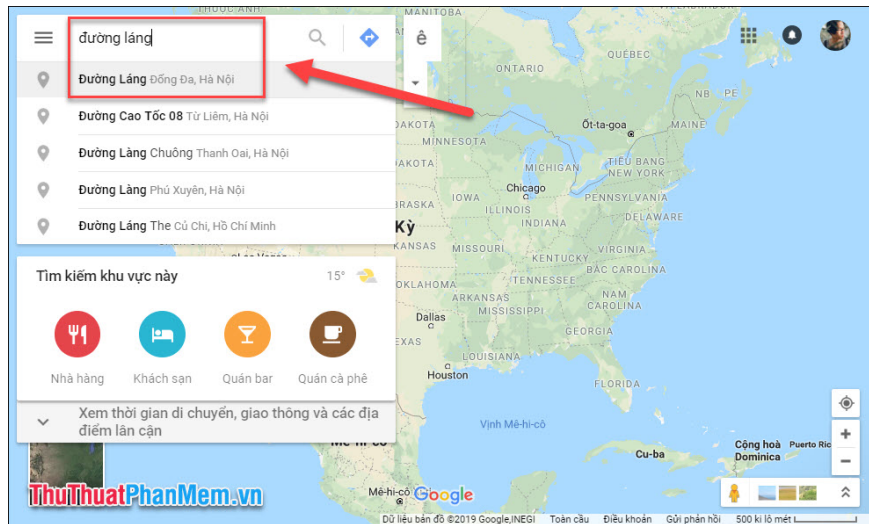 đường láng
ê
Đường Láng Đống Đa, Hà Nội
Đường Cao Tốc 08 Từ Liêm, Hà Nội
Đường Làng Chuông Thanh Oai, Hà Nội
Đường Làng Phú Xuyên, Hà Nội
Đường Láng The Củ Chi, Hồ Chí Minh
Tìm kiếm khu vực này
15°
Nhà hàng
Khách sạn
Quán bar
Quán cà phê
Xem thời gian di chuyển, giao thông và các địa
điểm lân cận
ThuThuatPhanMem.vn
MANITOBA
ONTARIO
QUÉBEC
NB
PE
Ốt-ta-goa
MAINE
MINNESOTA
MICHIGAN
TIỂU BANG
NEW YORK
Chicago
IOWA
ILLINOIS
INDIANA
PENNSYLVANIA
DELAWARE
Kỳ
KANSAS
MISSOURI
KENTUCKY
VIRGINIA
BẮC CAROLINA
OKLAHOMA
TENNESSEE
ARKANSAS
MISSISSIPPI
NAM
CAROLINA
Dallas
GEORGIA
LOUISIANA
Houston
FLORIDA
Vịnh Mê-hi-cô
Cu-ba
Cộng hoà
Dominica
Puerto Ric
Mê-hi-cô
Google
Dữ liệu bản đồ ©2019 Google,INEGI
Toàn cầu
Điều khoản
Gửi phản hồi
500 ki lô mét